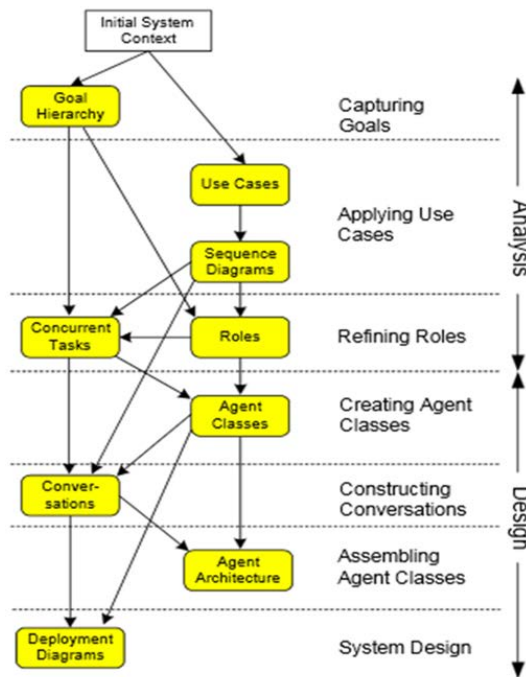 Initial System
Context
Goal
Hierarchy
Capturing
Goals
Use Cases
Applying Use
Cases
Sequence
Diagrams
Analysis
Concurrent
Tasks
Roles
Refining Roles
Agent
Classes
Creating Agent
Classes
Conver-
sations
Constructing
Conversations
Design
Agent
Architecture
Assembling
Agent Classes
Deployment
Diagrams
System Design